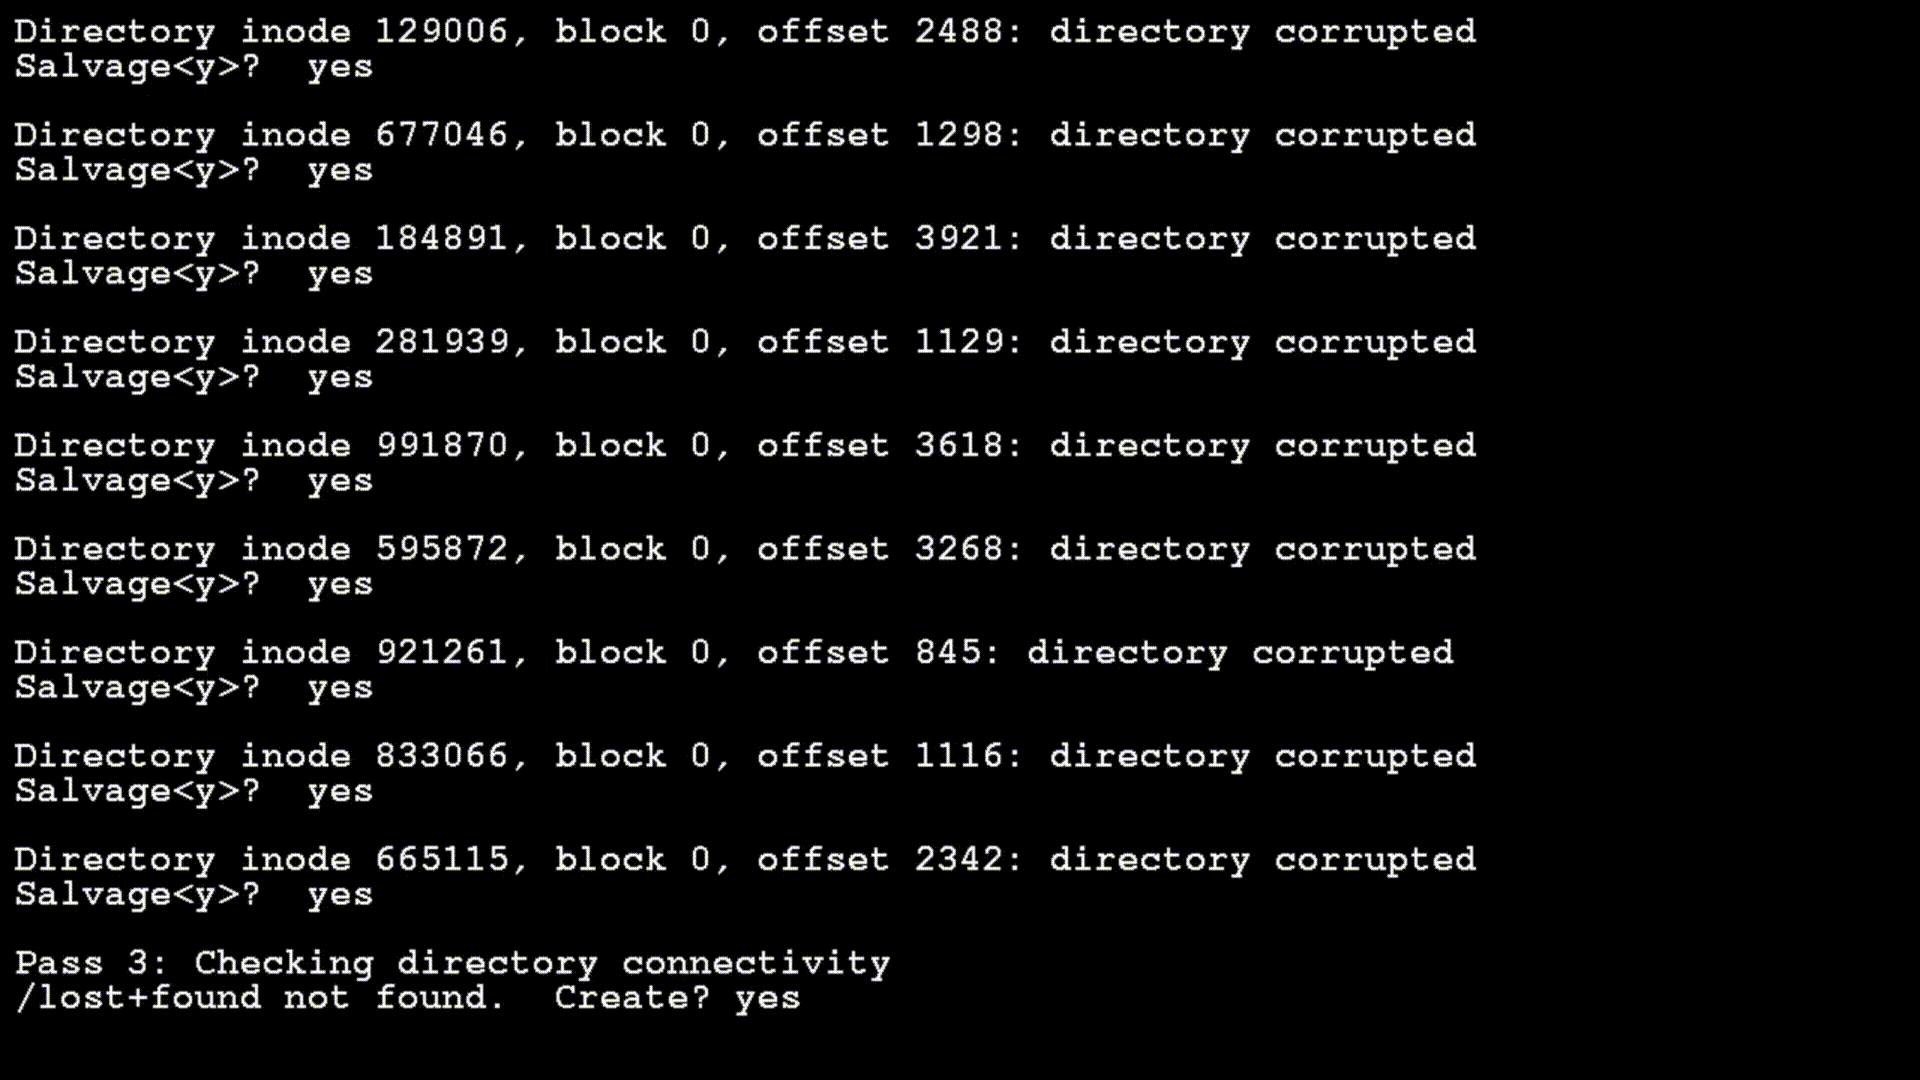 Directory inode 129006, block 0, offset 2488: directory corrupted
Salvage<y>?  yes
Directory inode 677046, block 0, offset 1298: directory corrupted
Salvage<y>?  yes
Directory inode 184891, block 0, offset 3921: directory corrupted
Salvage<y>?  yes
Directory inode 281939, block 0, offset 1129: directory corrupted
Salvage<y>?  yes
Directory inode 991870, block 0, offset 3618: directory corrupted
Salvage<y>?  yes
Directory inode 595872, block 0, offset 3268: directory corrupted
Salvage<y>?  yes
Directory inode 921261, block 0, offset 845: directory corrupted
Salvage<y>?  yes
Directory inode 833066, block 0, offset 1116: directory corrupted
Salvage<y>?  yes
Directory inode 665115, block 0, offset 2342: directory corrupted
Salvage<y>?  yes
Pass 3: Checking directory connectivity
/lost+found not found.  Create? yes